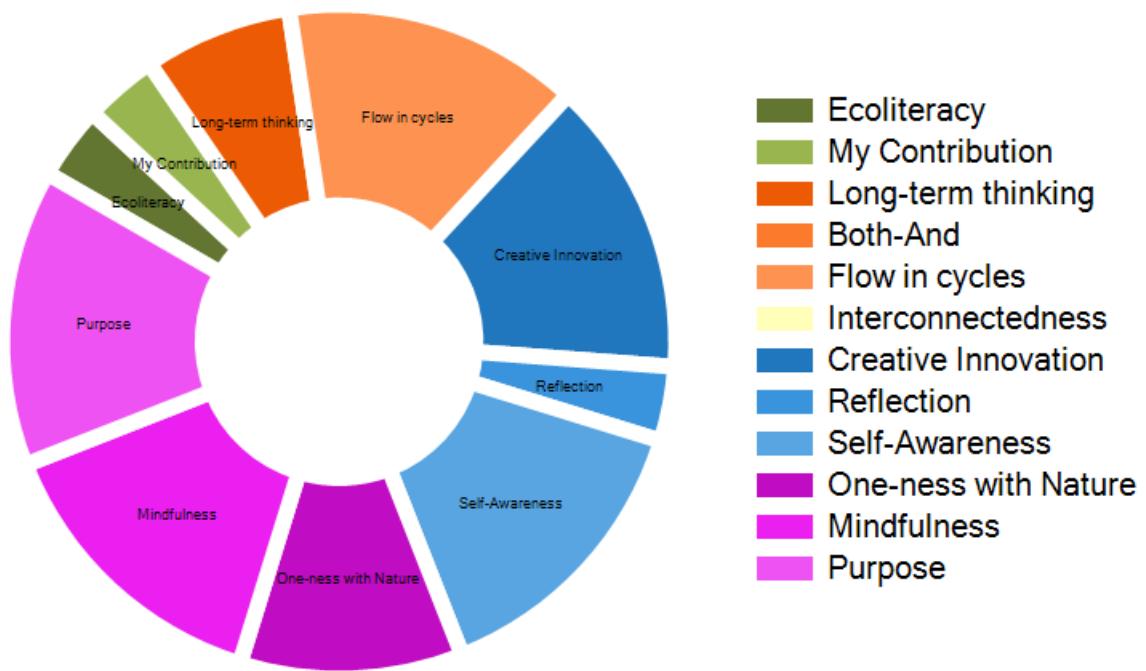 Flow in cycles
Long-term thinking
My Contribution
Ecoliteracy
Creative Innovation
Purpose
Reflection
Self-Awareness
Mindfulness
One-ness with Nature
Ecoliteracy
My Contribution
Long-term thinking
Both-And
Flow in cycles
Interconnectedness
Creative Innovation
Reflection
Self-Awareness
One-ness with Nature
Mindfulness
Purpose